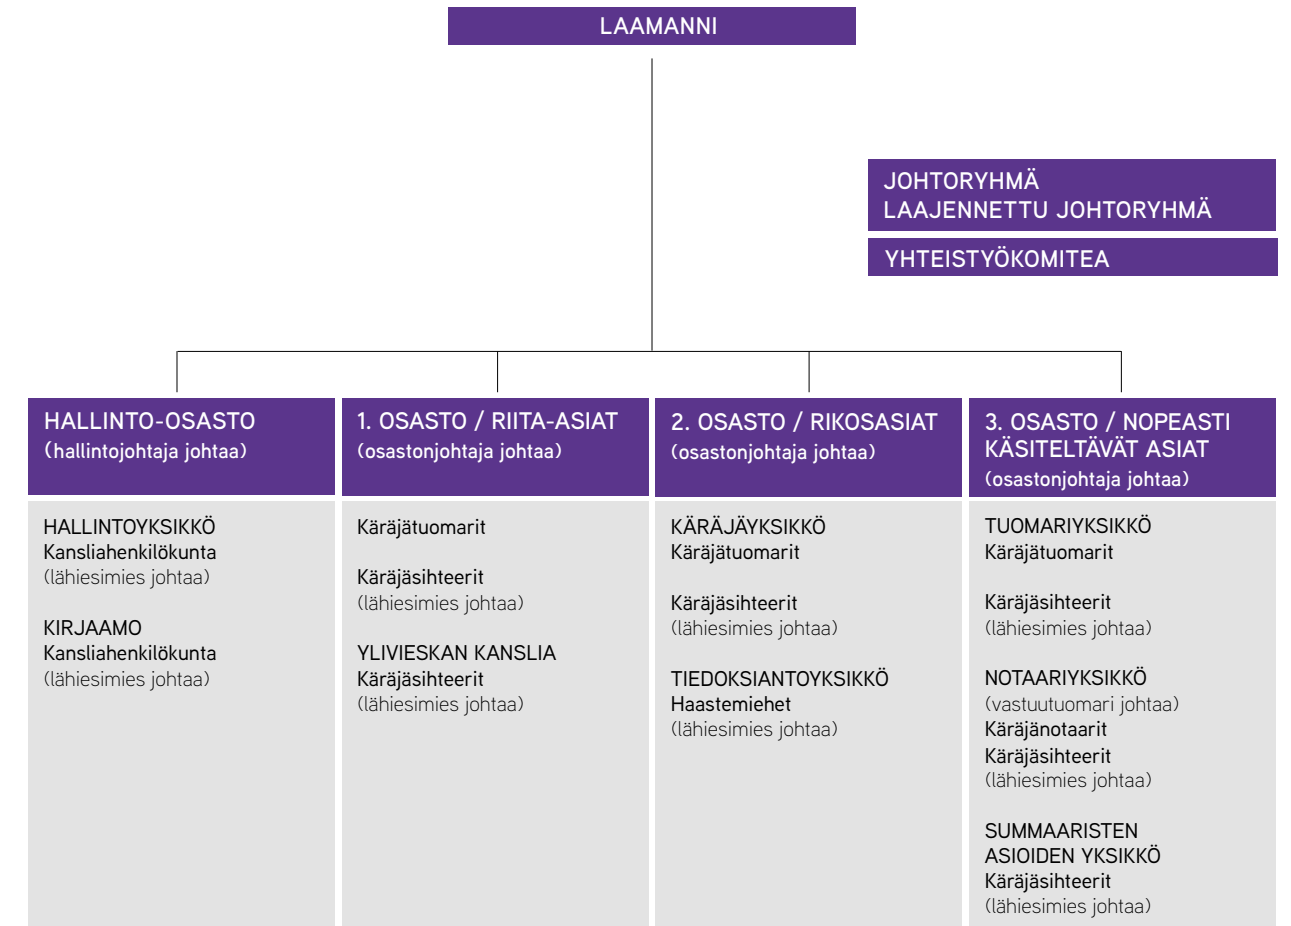 LAAMANNI
JOHTORYHMÄ
LAAJENNETTU JOHTORYHMÄ
YHTEISTYÖKOMITEA
HALLINTO-OSASTO
(hallintojohtaja johtaa)
HALLINTOYKSIKKÖ
Kansliahenkilökunta
(lähiesimies johtaa)
KIRJAAMO
Kansliahenkilökunta
(lähiesimies johtaa)
1. OSASTO / RIITA-ASIAT
(osastonjohtaja johtaa)
Käräjätuomarit
Käräjäsihteerit
(lähiesimies johtaa)
YLIVIESKAN KANSLIA
Käräjäsihteerit
(lähiesimies johtaa)
2. OSASTO / RIKOSASIAT
(osastonjohtaja johtaa)
KÄRÄJÄYKSIKKÖ
Käräjätuomarit
Käräjäsihteerit
(lähiesimies johtaa)
TIEDOKSIANTOYKSIKKÖ
Haastemiehet
(lähiesimies johtaa)
3. OSASTO / NOPEASTI
KÄSITELTÄVÄT ASIAT
(osastonjohtaja johtaa)
TUOMARIYKSIKKÖ
Käräjätuomarit
Käräjäsihteerit
(lähiesimies johtaa)
NOTAARIYKSIKKÖ
(vastuutuomari johtaa)
Käräjänotaarit
Käräjäsihteerit
(lähiesimies johtaa)
SUMMAARISTEN
ASIOIDEN YKSIKKÖ
Käräjäsihteerit
(lähiesimies johtaa)